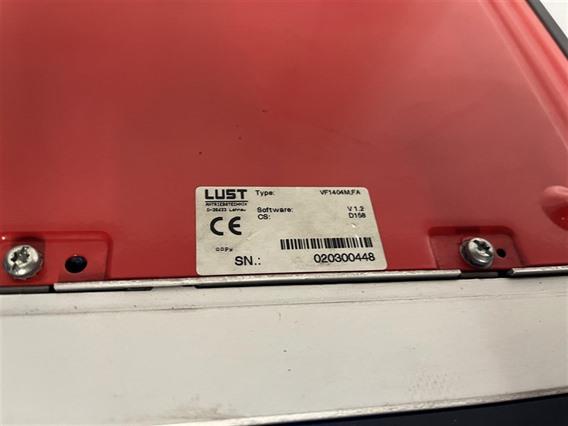 LUST
ANTRIEBSTECHNIK
Type: VF1404M,FA
Software: V 1.2
CS: D158
CE
SN.: 020300448